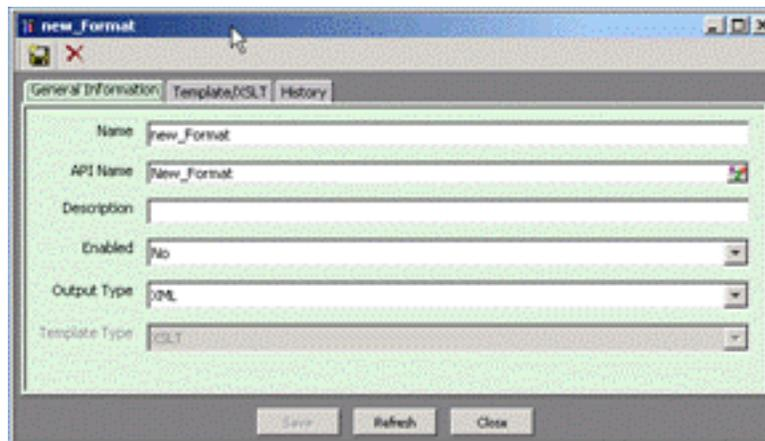 new_Format
General Information Template/XSLT History
Name new_Format
API Name New_Format
Description
Enabled No
Output Type XML
Template Type XSLT
Save Refresh Close